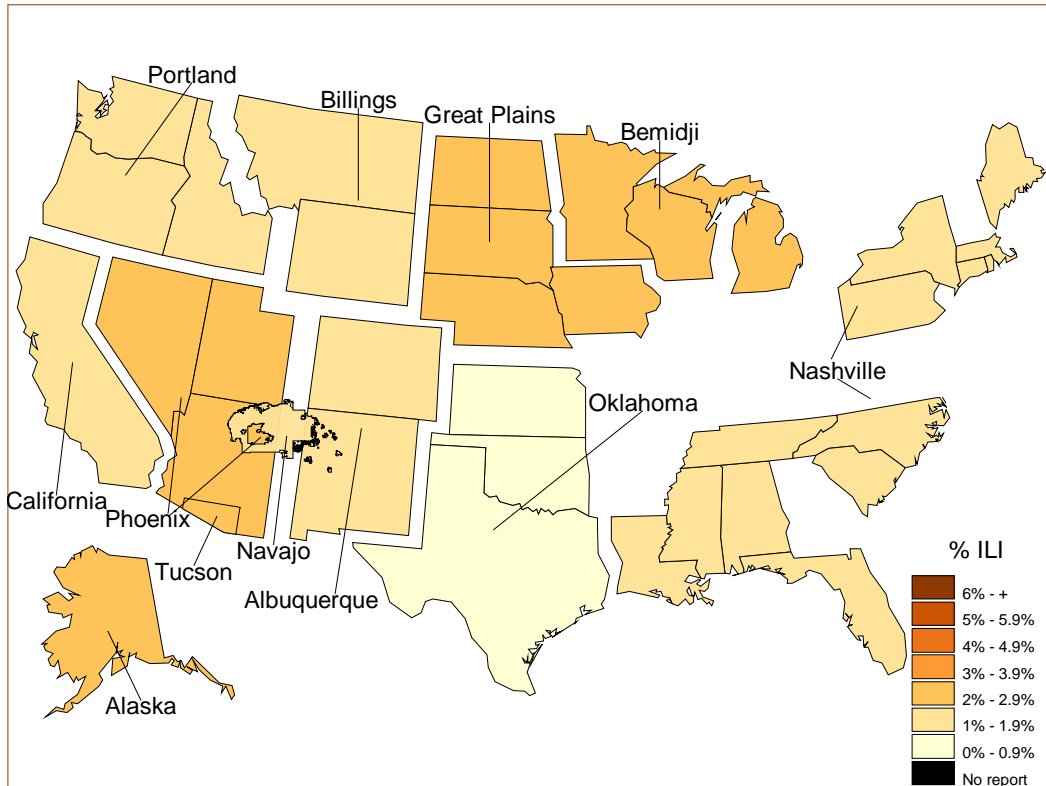 Portland
Billings
Great Plains
Bemidji
Nashville
Oklahoma
California
Phoenix
Tucson
Navajo
Albuquerque
Alaska
% ILI
6% - +
5% - 5.9%
4% - 4.9%
3% - 3.9%
2% - 2.9%
1% - 1.9%
0% - 0.9%
No report